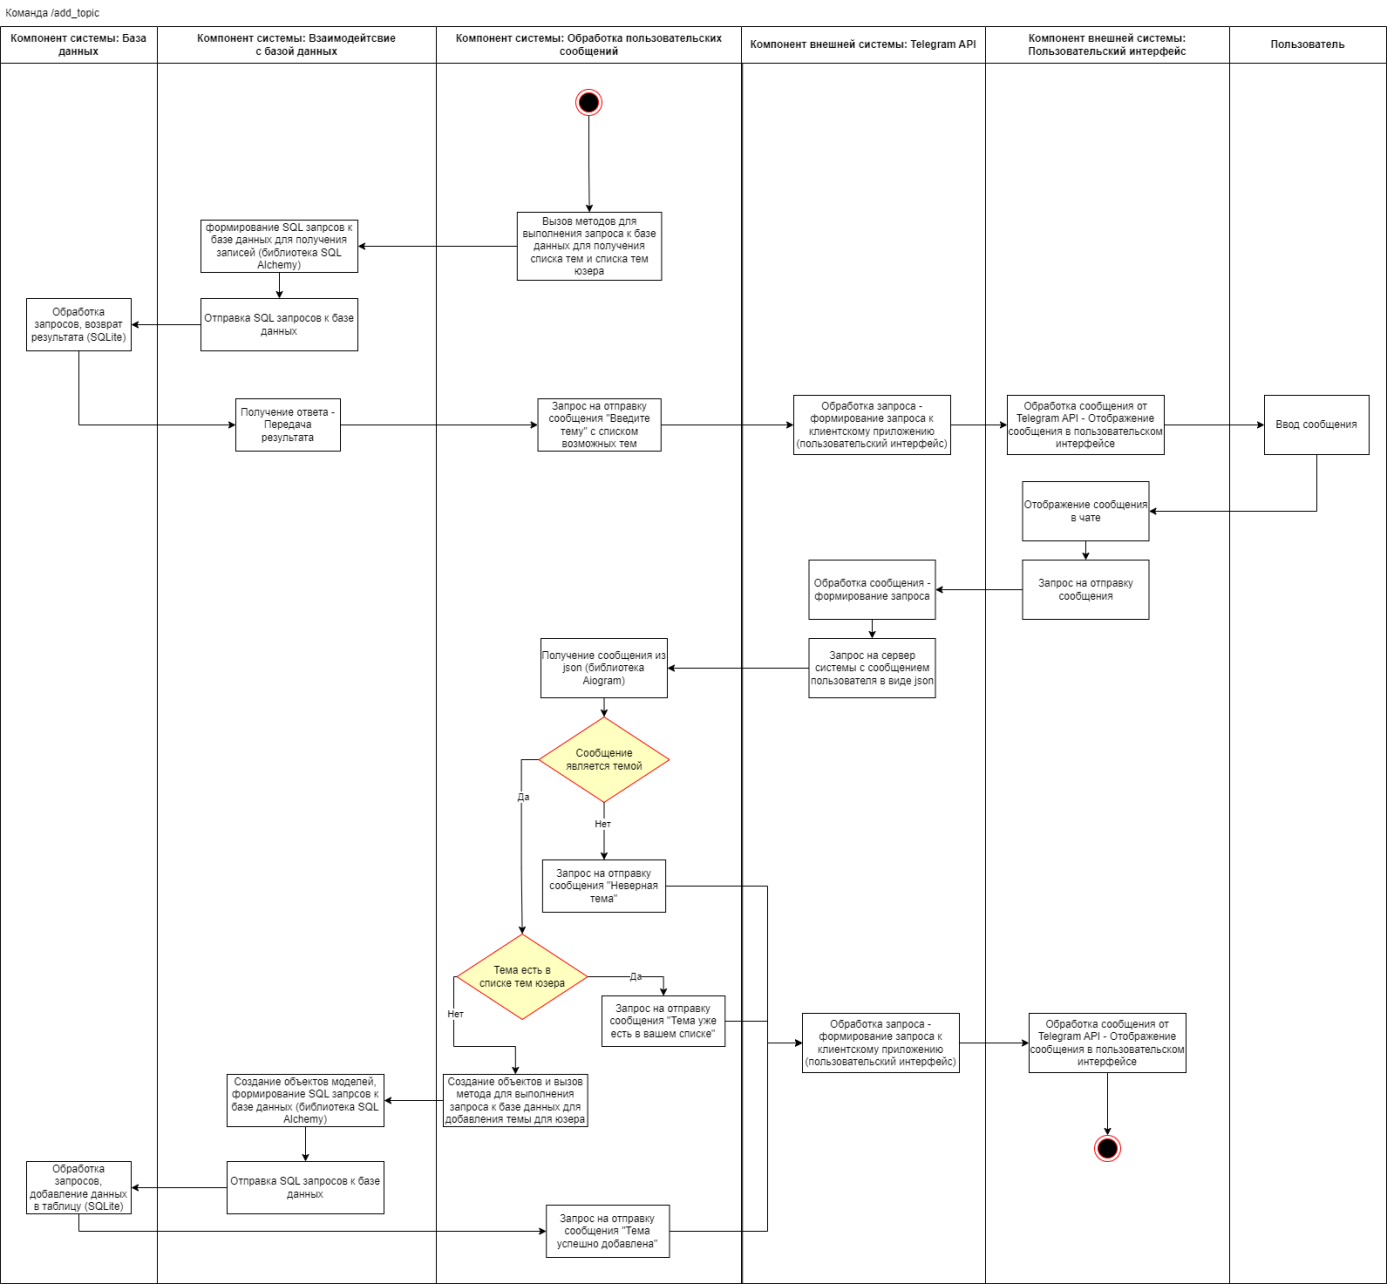 Команда /add_topic
Компонент системы: База
данных
Компонент системы: Взаимодейтсвие
с базой данных
Компонент системы: Обработка пользовательских
сообщений
Компонент внешней системы: Telegram API
Компонент внешней системы:
Пользовательский интерфейс
Пользователь
Вызов методов для
выполнения запроса к базе
данных для получения
списка тем и списка тем
юзера
формирование SQL запрсов к
базе данных для получения
записей (библиотека SQL
Alchemy)
Отправка SQL запросов к базе
данных
Обработка
запросов, возврат
результата (SQLite)
Получение ответа -
Передача
результата
Запрос на отправку
сообщения "Введите
тему" с списком
возможных тем
Обработка запроса -
формирование запроса к
клиентскому приложению
(пользовательский интерфейс)
Обработка сообщения от
Telegram API - Отображение
сообщения в пользовательском
интерфейсе
Ввод сообщения
Отображение сообщения
в чате
Запрос на отправку
сообщения
Обработка сообщения -
формирование запроса
Запрос на сервер
системы с сообщением
пользователя в виде json
Получение сообщения из
json (библиотека
Aiogram)
Сообщение
является темой
Да
Нет
Запрос на отправку
сообщения "Неверная
тема"
Тема есть в
списке тем юзера
Да
Нет
Запрос на отправку
сообщения "Тема уже
есть в вашем списке"
Обработка запроса -
формирование запроса к
клиентскому приложению
(пользовательский интерфейс)
Обработка сообщения от
Telegram API - Отображение
сообщения в пользовательском
интерфейсе
Создание объектов и вызов
метода для выполнения
запроса к базе данных для
добавления темы для юзера
Создание объектов моделей,
формирование SQL запрсов к
базе данных (библиотека SQL
Alchemy)
Отправка SQL запросов к базе
данных
Обработка
запросов,
добавление данных
в таблицу (SQLite)
Запрос на отправку
сообщения "Тема
успешно добавлена"